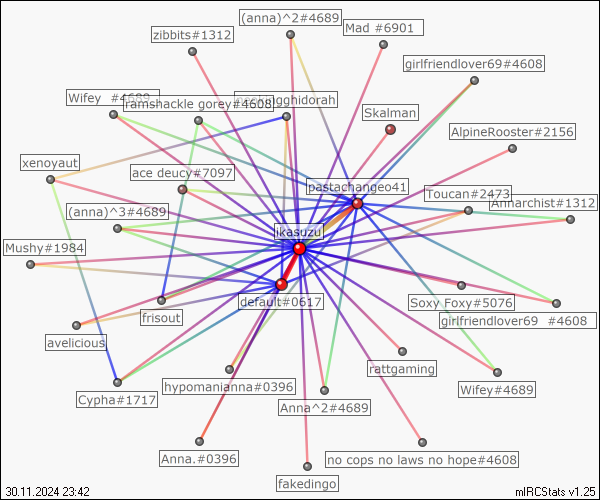 (anna)^2#4689
Mad #6901
zibbits#1312
girlfriendlover69#4608
Wifey #4689
ramshackle gorey#4608
Skalman
AlpineRooster#2156
xenoyaut
ace deucy#7097
pastachangeo41
Toucan#2473
Annarchist#1312
(anna)^3#4689
ikasuzu
Mushy#1984
default#0617
Soxy Foxy#5076
frisout
girlfriendlover69 #4608
avelicious
rattgaming
hypomanianna#0396
Wifey#4689
Cypha#1717
Anna^2#4689
Anna.#0396
no cops no laws no hope#4608
fakedingo
30.11.2024 23:42
mIRCStats v1.25